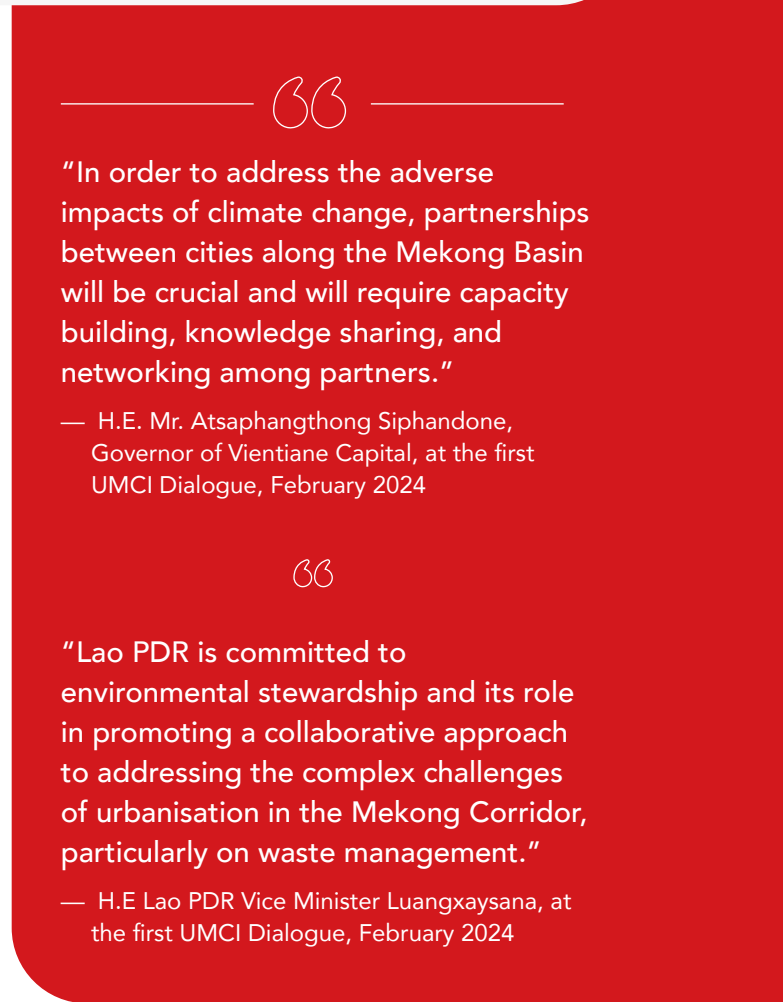 “In order to address the adverse
impacts of climate change, partnerships
between cities along the Mekong Basin
will be crucial and will require capacity
building, knowledge sharing, and
networking among partners.”
— H.E. Mr. Atsaphangthong Siphandone,
Governor of Vientiane Capital, at the first
UMCI Dialogue, February 2024
“Lao PDR is committed to
environmental stewardship and its role
in promoting a collaborative approach
to addressing the complex challenges
of urbanisation in the Mekong Corridor,
particularly on waste management.”
— H.E Lao PDR Vice Minister Luangxaysana, at
the first UMCI Dialogue, February 2024